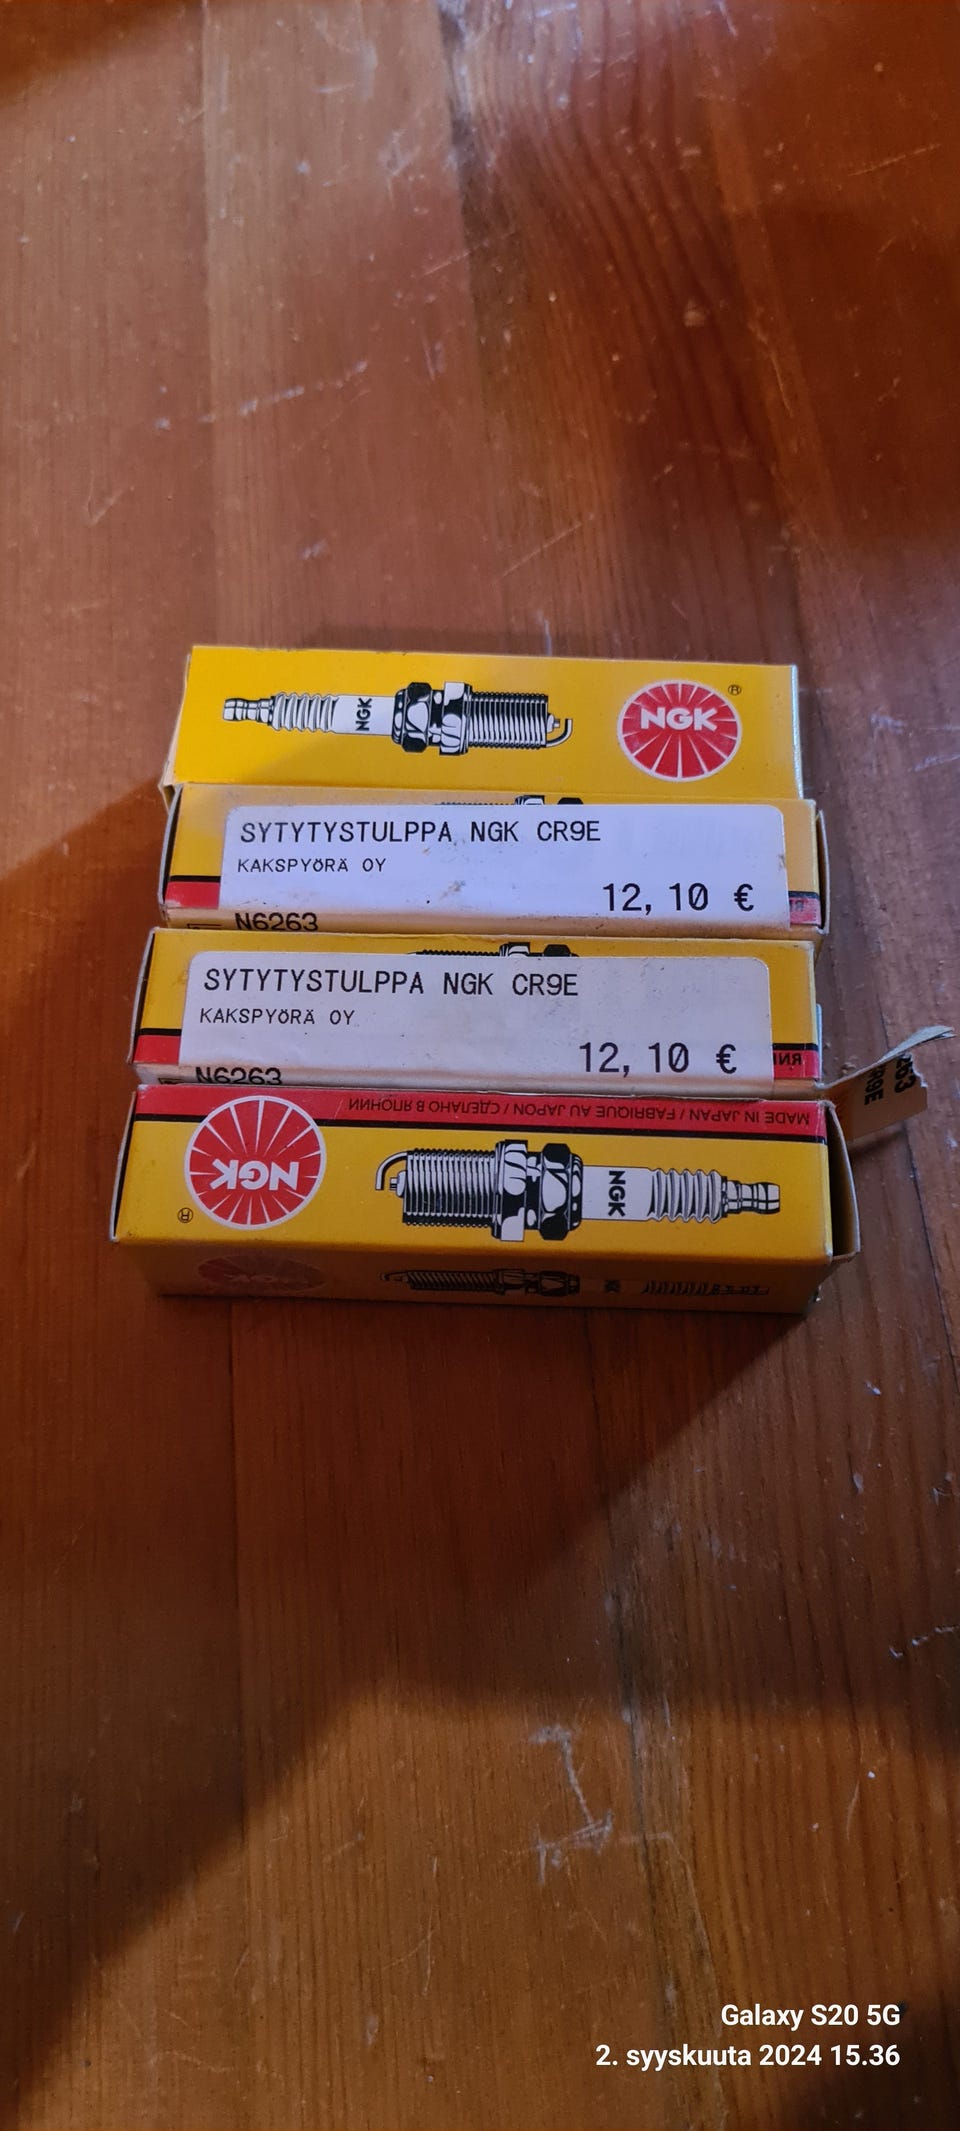 NGK
NGK
®
SYTYTYSTULPPA NGK CR9E
KAKSPYÖRÄ OY
12,10 €
N6263
SYTYTYSTULPPA NGK CR9E
KAKSPYÖRÄ OY
12,10 €
N6263
MADE IN JAPAN / FABRIQUE AU JAPON / СДЕЛАНО В ЯПОНИИ
NGK
®
NGK
Galaxy S20 5G
2. syyskuuta 2024 15.36